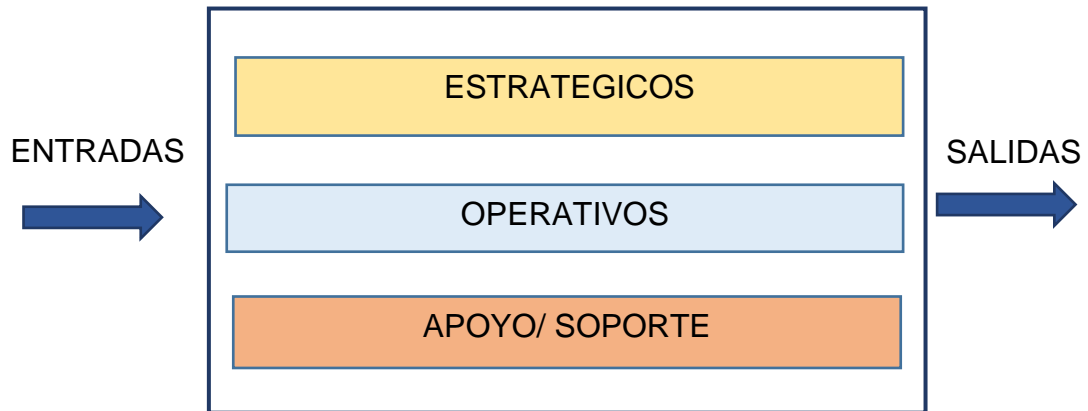 ESTRATEGICOS
ENTRADAS
SALIDAS
OPERATIVOS
APOYO/ SOPORTE